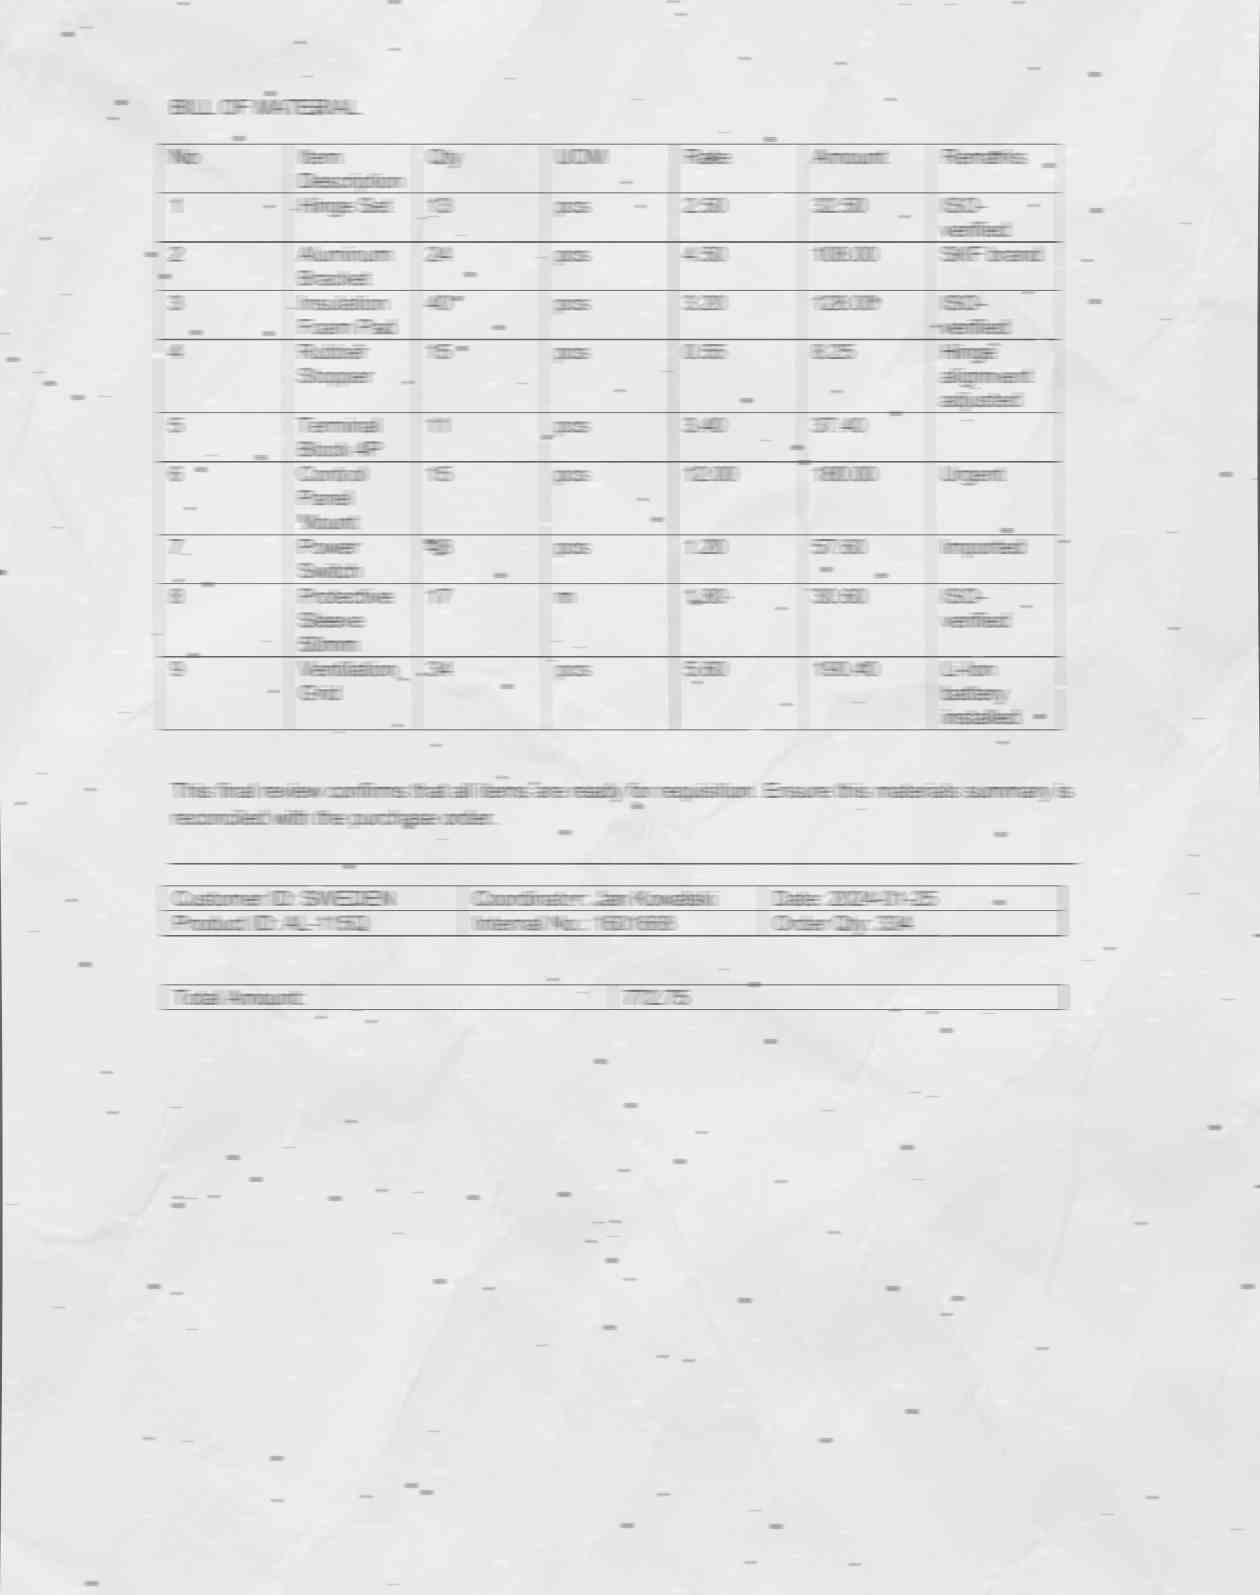 BILL OF MATERIAL
No Item Qty UOM Rate Amount Remarks
Description
1 Hinge Set 13 pcs 2.50 32.50 ISO-
verified
2 Aluminum 24 pcs 4.50 108.00 SKF brand
Bracket
3 Insulation 40 pcs 3.20 128.00 ISO-
Foam Pad verified
4 Rubber 15 pcs 0.55 8.25 Hinge
Stopper alignment
adjusted
5 Terminal 11 pcs 3.40 37.40
Block 4P
6 Control 15 pcs 12.00 180.00 Urgent
Panel
Mount
7 Power 48 pcs 1.20 57.60 Imported
Switch
8 Protective 17 m 1.80 30.60 ISO-
Sleeve verified
50mm
9 Ventilation 34 pcs 5.60 190.40 Li-ion
Grid battery
installed
This final review confirms that all items are ready for requisition. Ensure this materials summary is
reconciled with the purchase order.
Customer ID: SWEDEN Coordinator: Jan Kowalski Date:
Product ID: Internal No.: Order Qty:
Total Amount: 772.75